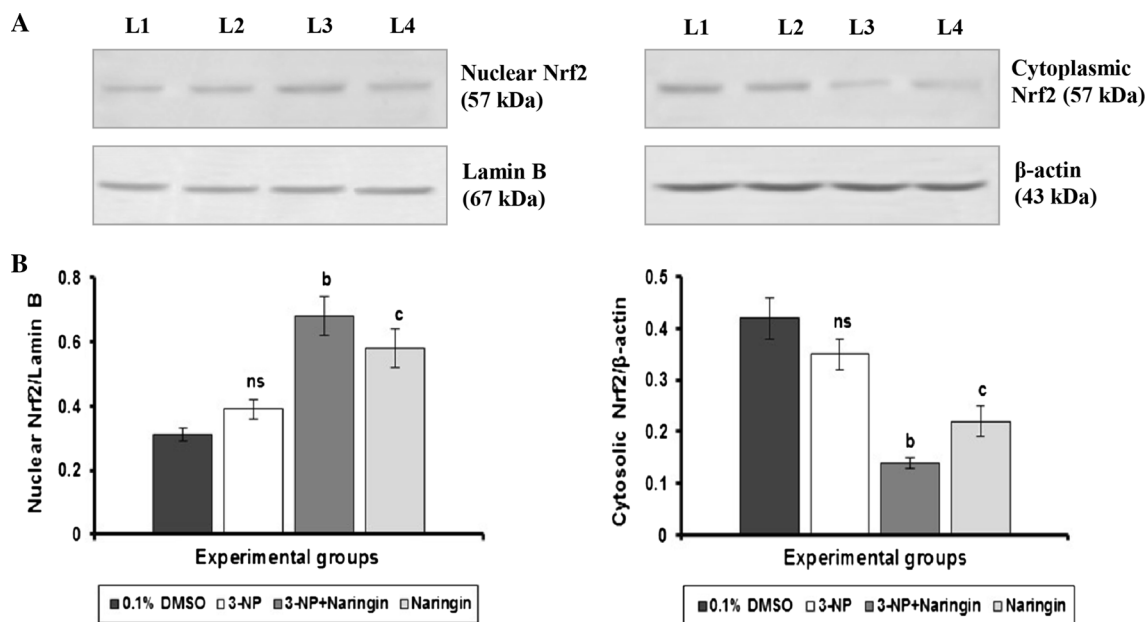 A
L1 L2 L3 L4
Nuclear Nrf2
(57 kDa)
Lamin B
(67 kDa)
L1 L2 L3 L4
Cytoplasmic
Nrf2 (57 kDa)
β-actin
(43 kDa)
B
Nuclear Nrf2/Lamin B
0.8
0.6
0.4
0.2
0
ns
b
c
Experimental groups
0.1% DMSO 3-NP 3-NP+Naringin Naringin
Cytosolic Nrf2/β-actin
0.5
0.4
0.3
0.2
0.1
0
ns
b
c
Experimental groups
0.1% DMSO 3-NP 3-NP+Naringin Naringin